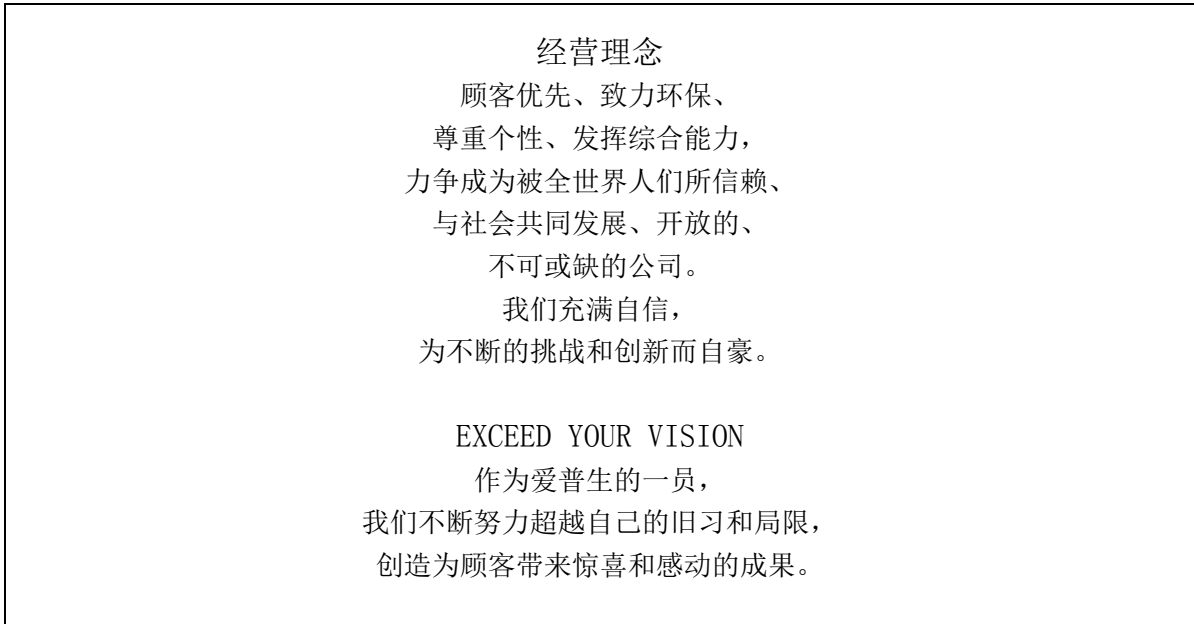 经营理念
顾客优先、致力环保、
尊重个性、发挥综合能力，
力争成为被全世界人们所信赖、
与社会共同发展、开放的、
不可或缺的公司。
我们充满自信，
为不断的挑战和创新而自豪。
EXCEED YOUR VISION
作为爱普生的一员，
我们不断努力超越自己的旧习和局限，
创造为顾客带来惊喜和感动的成果。